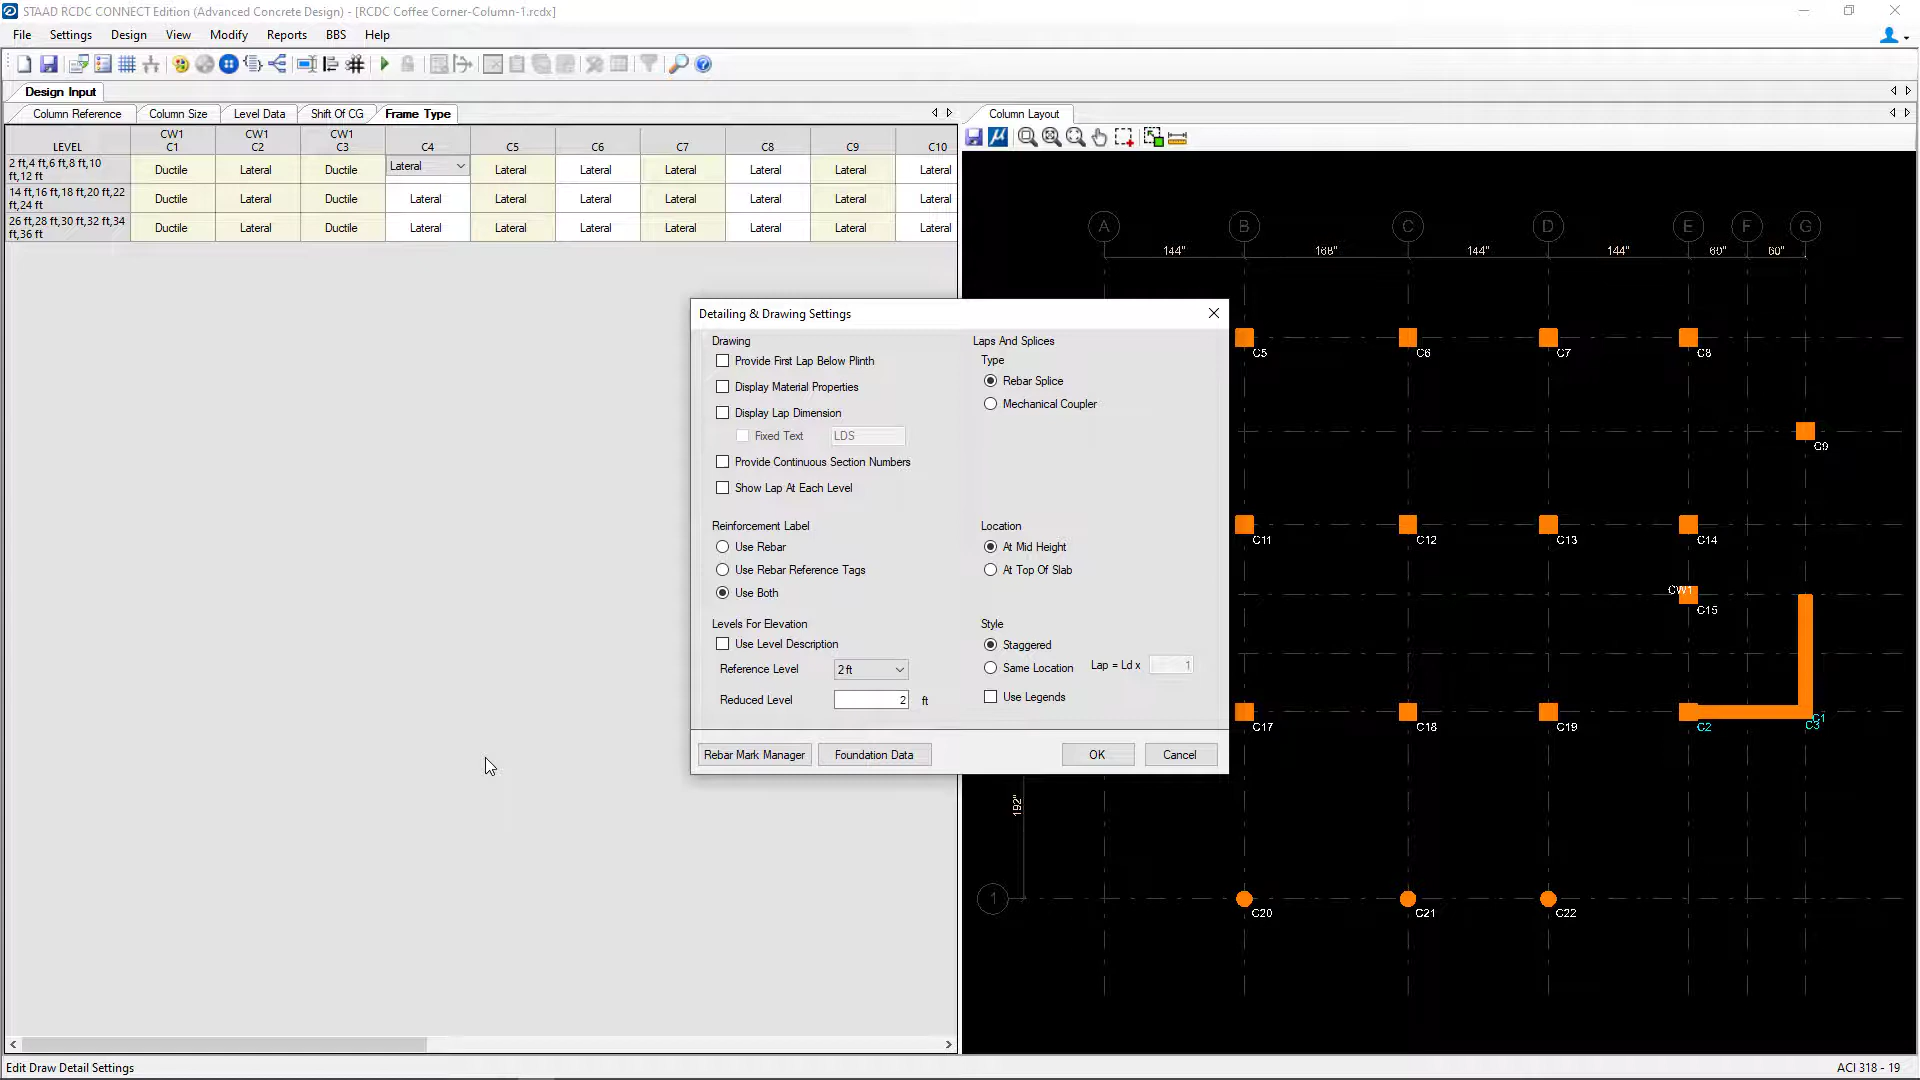 STAAD RCDC CONNECT Edition (Advanced Concrete Design) - [RCDC Coffee Corner-Column-1.rcdx]
File Settings Design View Modify Reports BBS Help
Design Input
Column Reference Column Size Level Data Shift Of CG Frame Type
Column Layout
CW1 CW1 CW1
LEVEL C1 C2 C3 C4 C5 C6 C7 C8 C9 C10
2 ft,4 ft,6 ft,8 ft,10
ft,12 ft
Ductile Lateral Ductile Lateral Lateral Lateral Lateral Lateral Lateral Lateral
14 ft,16 ft,18 ft,20 ft,22
ft,24 ft
Ductile Lateral Ductile Lateral Lateral Lateral Lateral Lateral Lateral Lateral
26 ft,28 ft,30 ft,32 ft,34
ft,36 ft
Ductile Lateral Ductile Lateral Lateral Lateral Lateral Lateral Lateral Lateral
Detailing & Drawing Settings
Drawing
Provide First Lap Below Plinth
Display Material Properties
Display Lap Dimension
Fixed Text LDS
Provide Continuous Section Numbers
Show Lap At Each Level
Reinforcement Label
Use Rebar
Use Rebar Reference Tags
Use Both
Levels For Elevation
Use Level Description
Reference Level 2 ft
Reduced Level 2 ft
Laps And Splices
Type
Rebar Splice
Mechanical Coupler
Location
At Mid Height
At Top Of Slab
Style
Staggered
Same Location Lap = Ld x 1
Use Legends
Rebar Mark Manager Foundation Data OK Cancel
A B C D E F G
144" 168" 144" 144" 60" 60"
C5 C6 C7 C8
C9
C11 C12 C13 C14
CW1
C15
C17 C18 C19 C2 C1
C3
192"
1
C20 C21 C22
Edit Draw Detail Settings
ACI 318 - 19